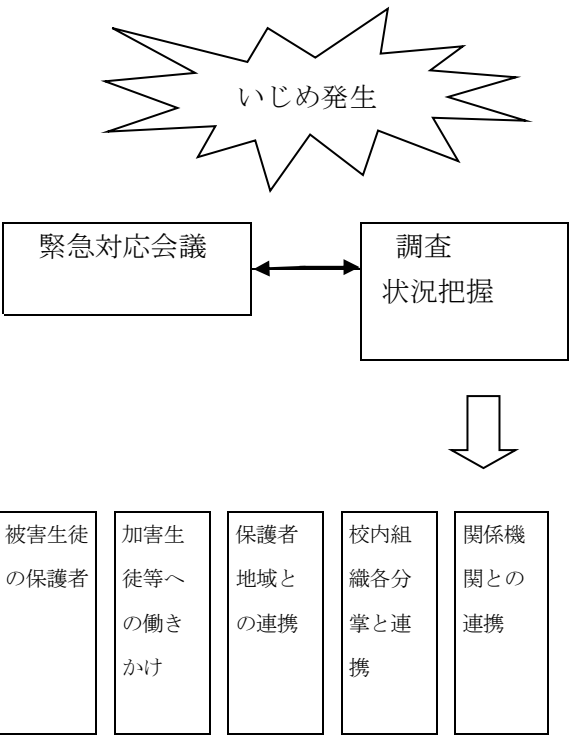 いじめ発生
緊急対応会議
調査
状況把握
被害生徒
の保護者
加害生
徒等へ
の働き
かけ
保護者
地域と
の連携
校内組
織各分
掌と連
携
関係機
関との
連携